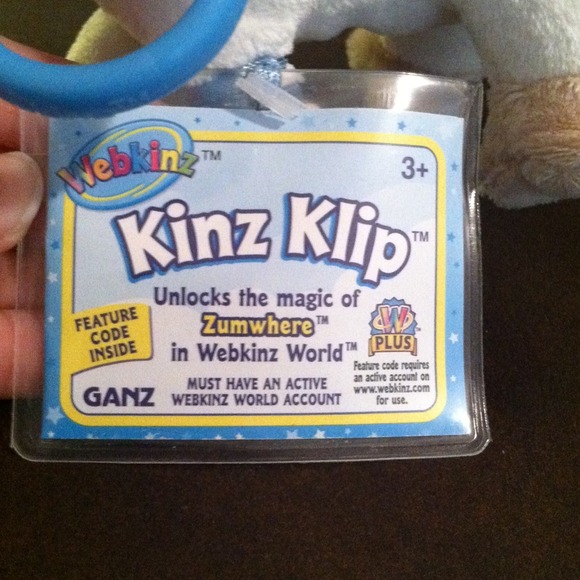 Webkinz™
3+
Kinz Klip™
Unlocks the magic of
Zumwhere™
in Webkinz World™
FEATURE
CODE
INSIDE
W
PLUS
Feature code requires
an active account on
www.webkinz.com
for use.
GANZ
MUST HAVE AN ACTIVE
WEBKINZ WORLD ACCOUNT